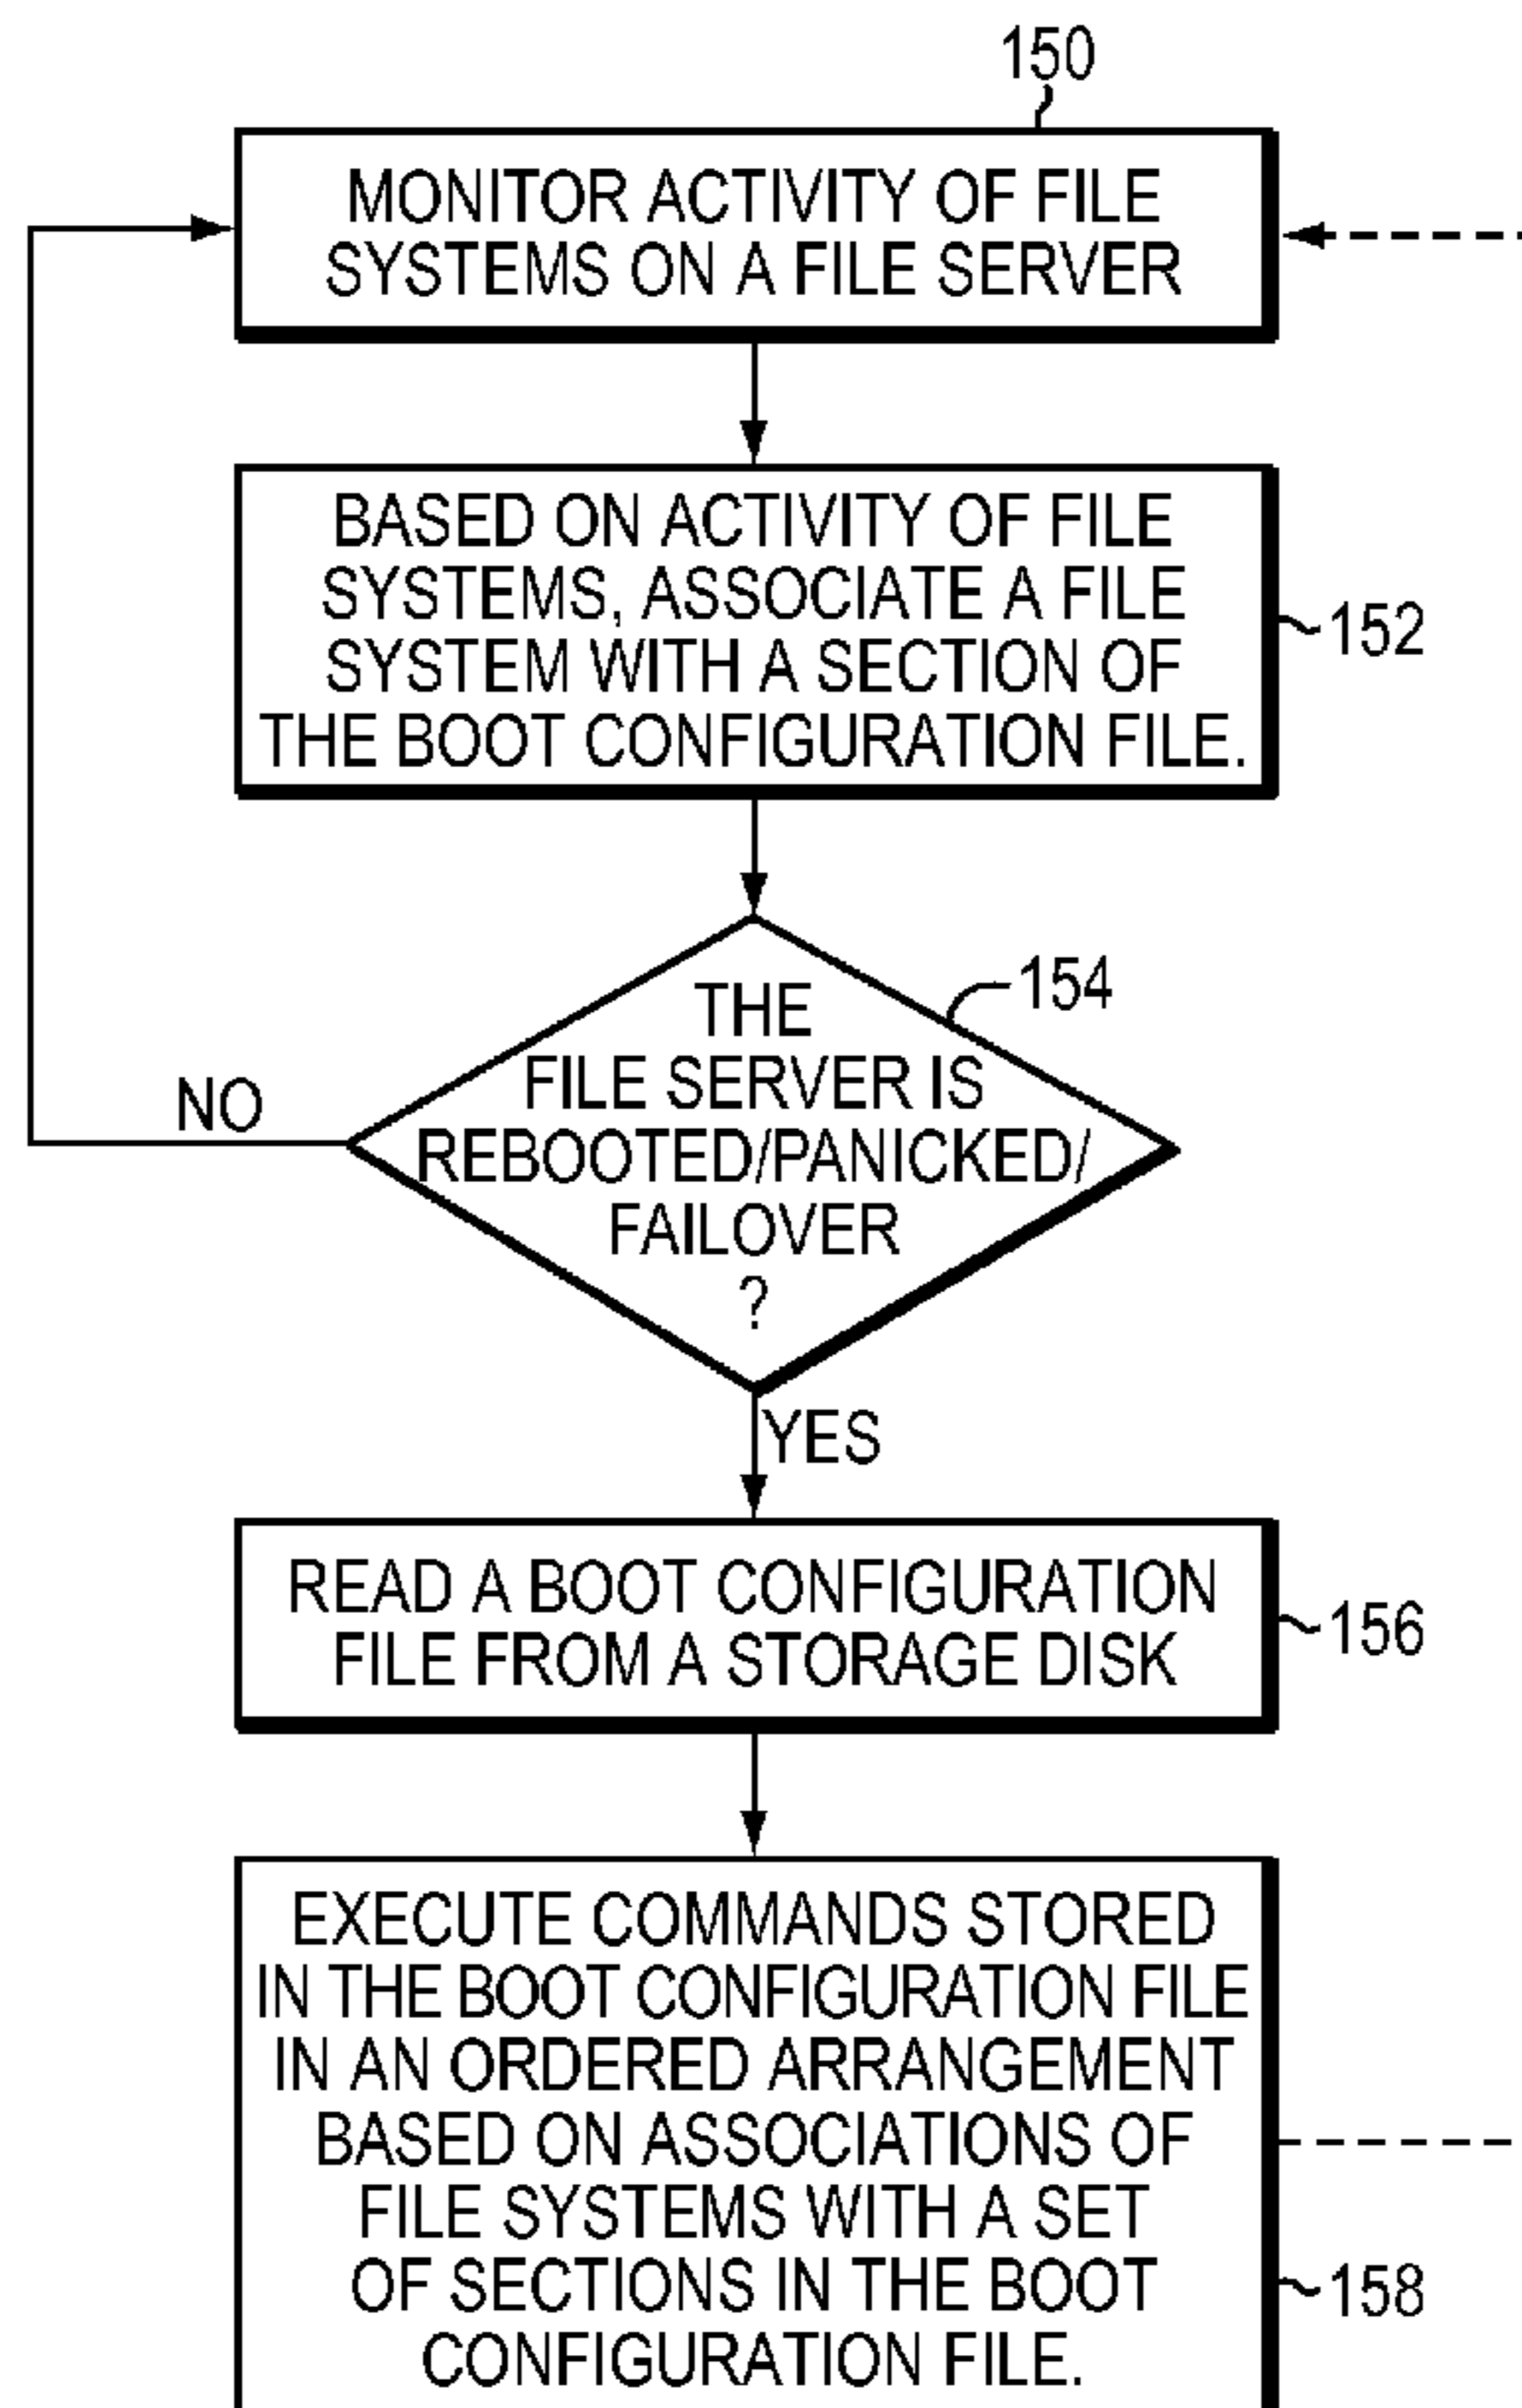 150
MONITOR ACTIVITY OF FILE
SYSTEMS ON A FILE SERVER
BASED ON ACTIVITY OF FILE
SYSTEMS, ASSOCIATE A FILE
SYSTEM WITH A SECTION OF
THE BOOT CONFIGURATION FILE.
152
154
THE
FILE SERVER IS
REBOOTED/PANICKED/
FAILOVER
?
NO
YES
READ A BOOT CONFIGURATION
FILE FROM A STORAGE DISK
156
EXECUTE COMMANDS STORED
IN THE BOOT CONFIGURATION FILE
IN AN ORDERED ARRANGEMENT
BASED ON ASSOCIATIONS OF
FILE SYSTEMS WITH A SET
OF SECTIONS IN THE BOOT
CONFIGURATION FILE.
158